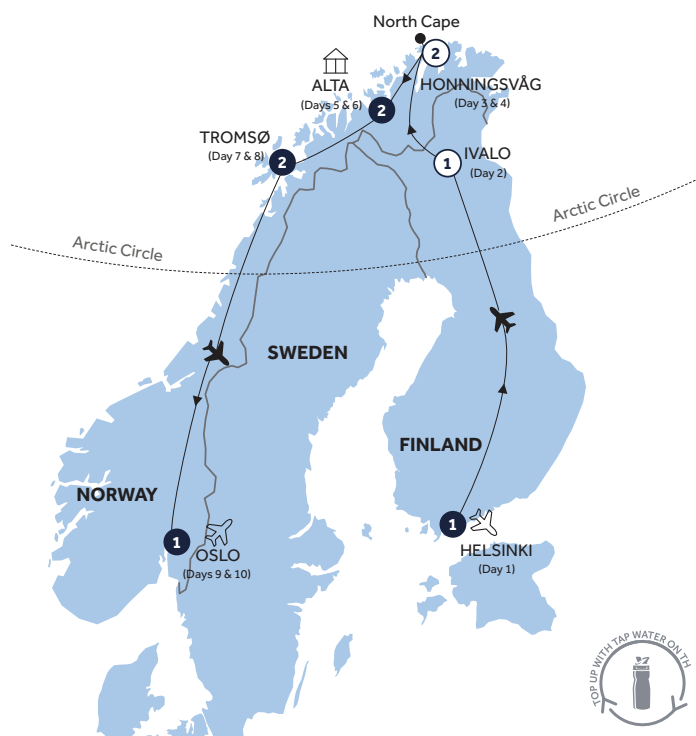 North Cape
2
ALTA
(Days 5 & 6)
2
HONNINGSVÅG
(Day 3 & 4)
TROMSØ
(Day 7 & 8)
2
1
IVALO
(Day 2)
Arctic Circle
Arctic Circle
SWEDEN
FINLAND
NORWAY
1
OSLO
(Days 9 & 10)
1
HELSINKI
(Day 1)
TOP UP WITH TAP WATER ON TH